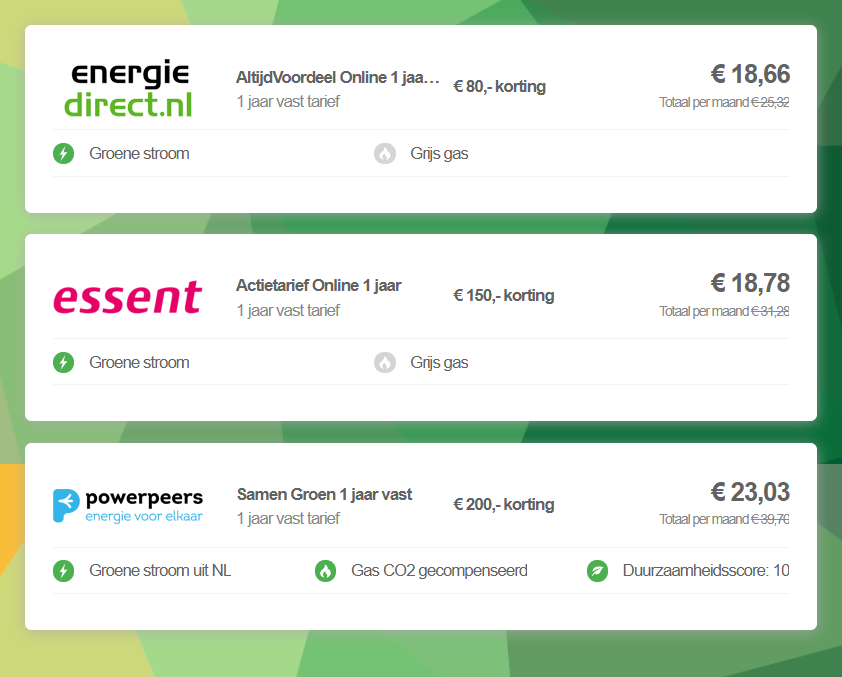 energie
direct.nl
AltijdVoordeel Online 1 jaa...
1 jaar vast tarief
€ 80,- korting
€ 18,66
Totaal per maand € 25,32
Groene stroom
Grijs gas
essent
Actietarief Online 1 jaar
1 jaar vast tarief
€ 150,- korting
€ 18,78
Totaal per maand € 31,28
Groene stroom
Grijs gas
powerpeers
energie voor elkaar
Samen Groen 1 jaar vast
1 jaar vast tarief
€ 200,- korting
€ 23,03
Totaal per maand € 39,70
Groene stroom uit NL
Gas CO2 gecompenseerd
Duurzaamheidsscore: 10